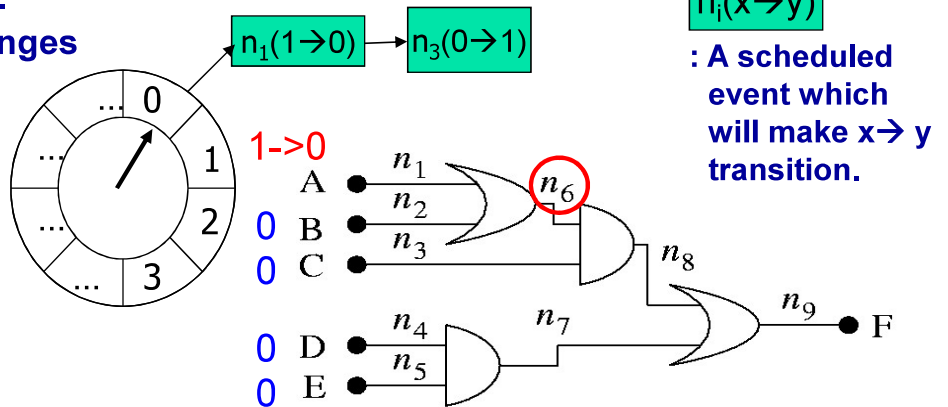 nges
n1(1→0)
n3(0→1)
ni(x→y)
: A scheduled
event which
will make x→ y
transition.
... 0
... 1
... 2
... 3
1->0
A n1
0 B n2
0 C n3
n6
n8
0 D n4
0 E n5
n7
n9
F